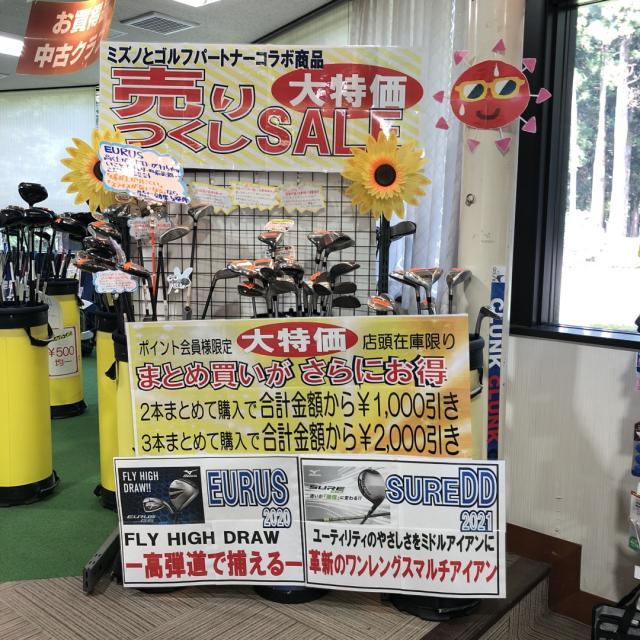 お買得
中古クラ
ミズノとゴルフパートナーコラボ商品
売り
つくしSALE
大特価
EURUS
¥500
均一
ポイント会員様限定 大特価 店頭在庫限り
まとめ買いが さらにお得
2本まとめて購入で合計金額から¥1,000引き
3本まとめて購入で合計金額から¥2,000引き
FLY HIGH
DRAW!!
EURUS
EURUS
2020
FLY HIGH DRAW
ー高弾道で捕えるー
SURE
SUREDD
2021
ユーティリティのやさしさをミドルアイアンに
革新のワンレングスマルチアイアン
CLUNK CLUNK